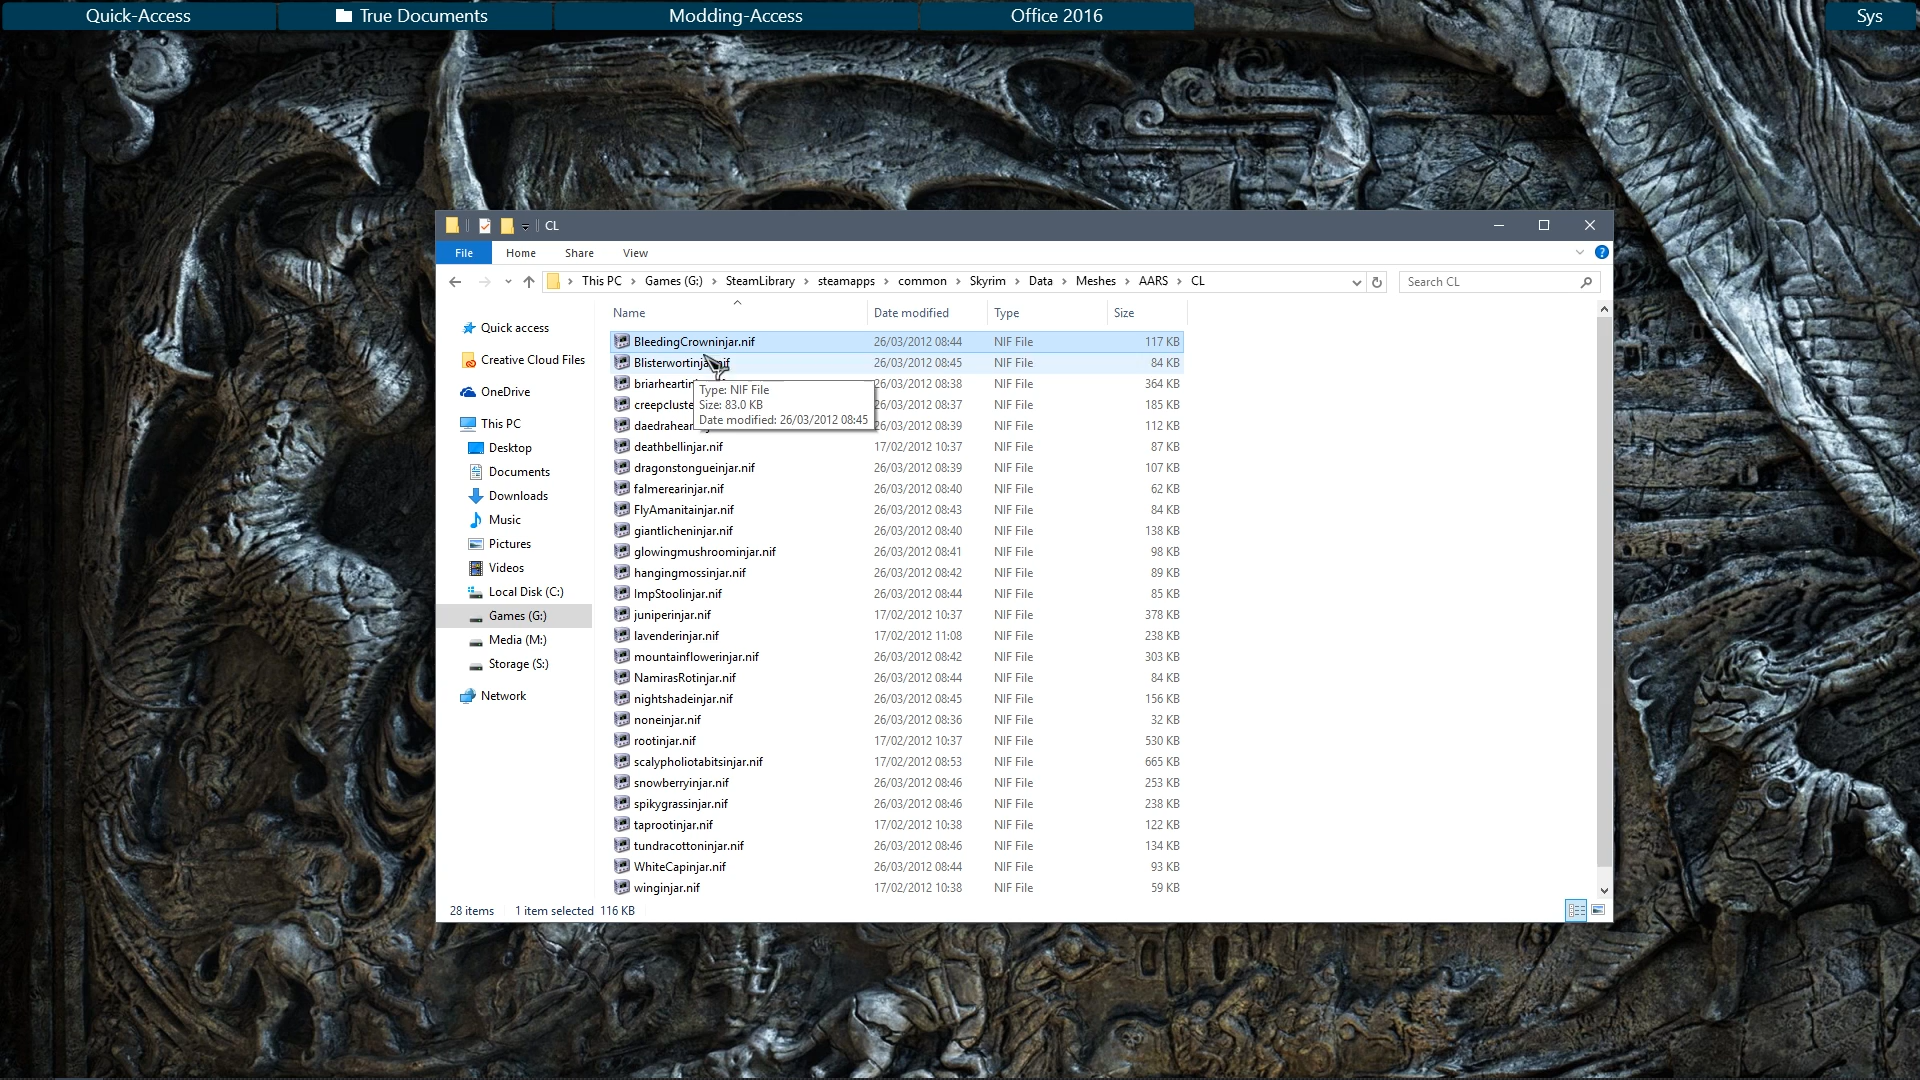 Quick-Access
True Documents
Modding-Access
Office 2016
Sys
CL
File Home Share View
This PC > Games (G:) > SteamLibrary > steamapps > common > Skyrim > Data > Meshes > AARS > CL
Search CL
Name Date modified Type Size
Quick access
Creative Cloud Files
OneDrive
This PC
Desktop
Documents
Downloads
Music
Pictures
Videos
Local Disk (C:)
Games (G:)
Media (M:)
Storage (S:)
Network
BleedingCrowninjar.nif 26/03/2012 08:44 NIF File 117 KB
26/03/2012 08:45 NIF File 84 KB
26/03/2012 08:38 NIF File 364 KB
26/03/2012 08:37 NIF File 185 KB
26/03/2012 08:39 NIF File 112 KB
Type: NIF File
Size: 83.0 KB
Date modified: 26/03/2012 08:45
deathbellinjar.nif 17/02/2012 10:37 NIF File 87 KB
dragonstongueinjar.nif 26/03/2012 08:39 NIF File 107 KB
falmerearinjar.nif 26/03/2012 08:40 NIF File 62 KB
FlyAmanitainjar.nif 26/03/2012 08:43 NIF File 84 KB
giantlicheninjar.nif 26/03/2012 08:40 NIF File 138 KB
glowingmushroominjar.nif 26/03/2012 08:41 NIF File 98 KB
hangingmossinjar.nif 26/03/2012 08:42 NIF File 89 KB
ImpStoolinjar.nif 26/03/2012 08:44 NIF File 85 KB
juniperinjar.nif 17/02/2012 10:37 NIF File 378 KB
lavenderinjar.nif 17/02/2012 11:08 NIF File 238 KB
mountainflowerinjar.nif 26/03/2012 08:42 NIF File 303 KB
NamirasRotinjar.nif 26/03/2012 08:44 NIF File 84 KB
nightshadeinjar.nif 26/03/2012 08:45 NIF File 156 KB
noneinjar.nif 26/03/2012 08:36 NIF File 32 KB
rootinjar.nif 17/02/2012 10:37 NIF File 530 KB
scalypholiotabitsinjar.nif 17/02/2012 08:53 NIF File 665 KB
snowberryinjar.nif 26/03/2012 08:46 NIF File 253 KB
spikygrassinjar.nif 26/03/2012 08:46 NIF File 238 KB
taprootinjar.nif 17/02/2012 10:38 NIF File 122 KB
tundracottoninjar.nif 26/03/2012 08:46 NIF File 134 KB
WhiteCapinjar.nif 26/03/2012 08:44 NIF File 93 KB
winginjar.nif 17/02/2012 10:38 NIF File 59 KB
28 items 1 item selected 116 KB